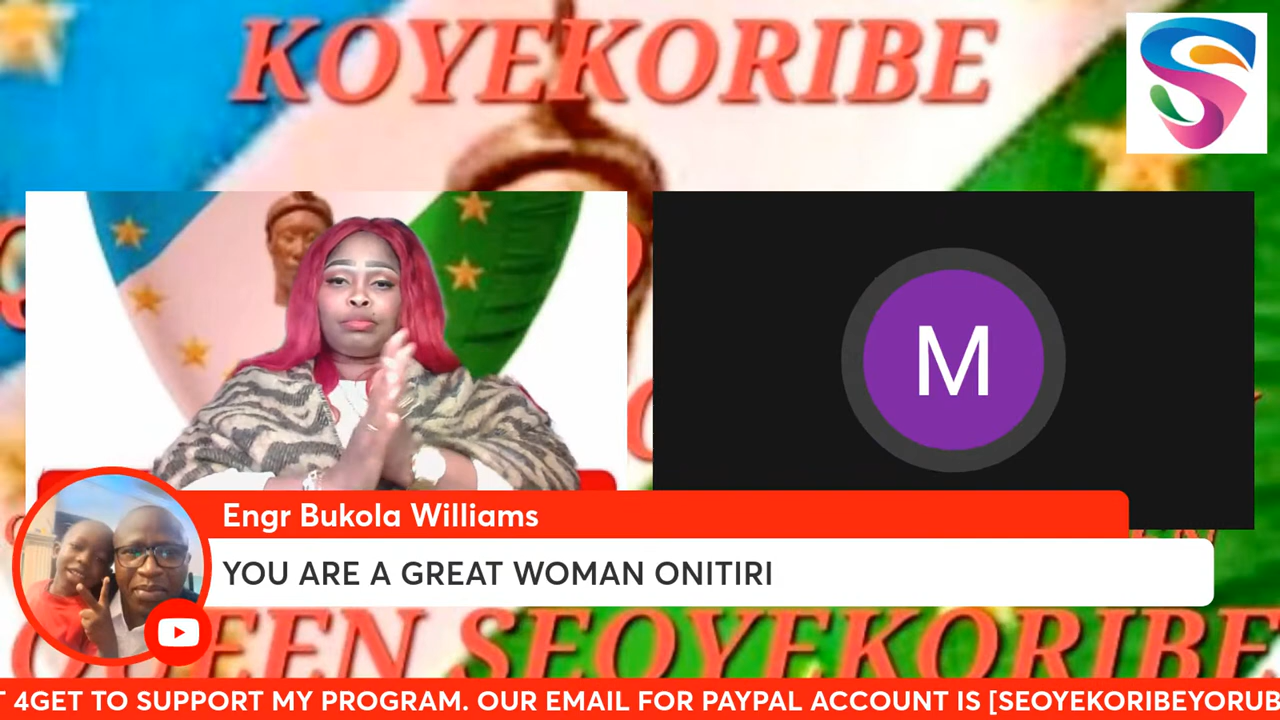 KOYEKORIBE
M
Engr Bukola Williams
YOU ARE A GREAT WOMAN ONITIRI
QUEEN SEOYEKORIBE
4GET TO SUPPORT MY PROGRAM. OUR EMAIL FOR PAYPAL ACCOUNT IS [SEOYEKORIBEYORUB